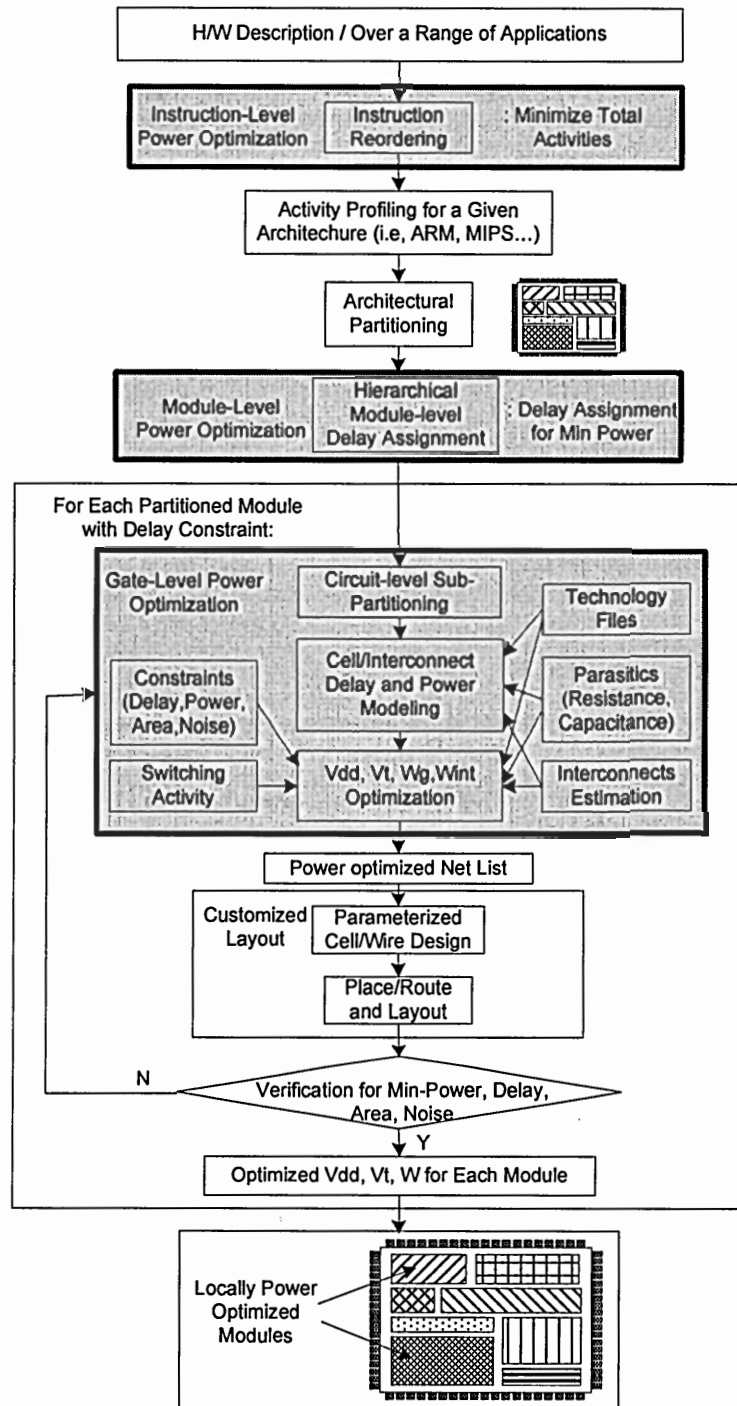 H/W Description / Over a Range of Applications
Instruction-Level
Power Optimization
Instruction
Reordering
: Minimize Total
Activities
Activity Profiling for a Given
Architechure (i.e, ARM, MIPS...)
Architectural
Partitioning
Module-Level
Power Optimization
Hierarchical
Module-level
Delay Assignment
: Delay Assignment
for Min Power
For Each Partitioned Module
with Delay Constraint:
Gate-Level Power
Optimization
Circuit-level Sub-
Partitioning
Technology
Files
Constraints
(Delay,Power,
Area,Noise)
Cell/Interconnect
Delay and Power
Modeling
Parasitics
(Resistance,
Capacitance)
Switching
Activity
Vdd, Vt, Wg,Wint
Optimization
Interconnects
Estimation
Power optimized Net List
Customized
Layout
Parameterized
Cell/Wire Design
Place/Route
and Layout
N
Verification for Min-Power, Delay,
Area, Noise
Y
Optimized Vdd, Vt, W for Each Module
Locally Power
Optimized
Modules